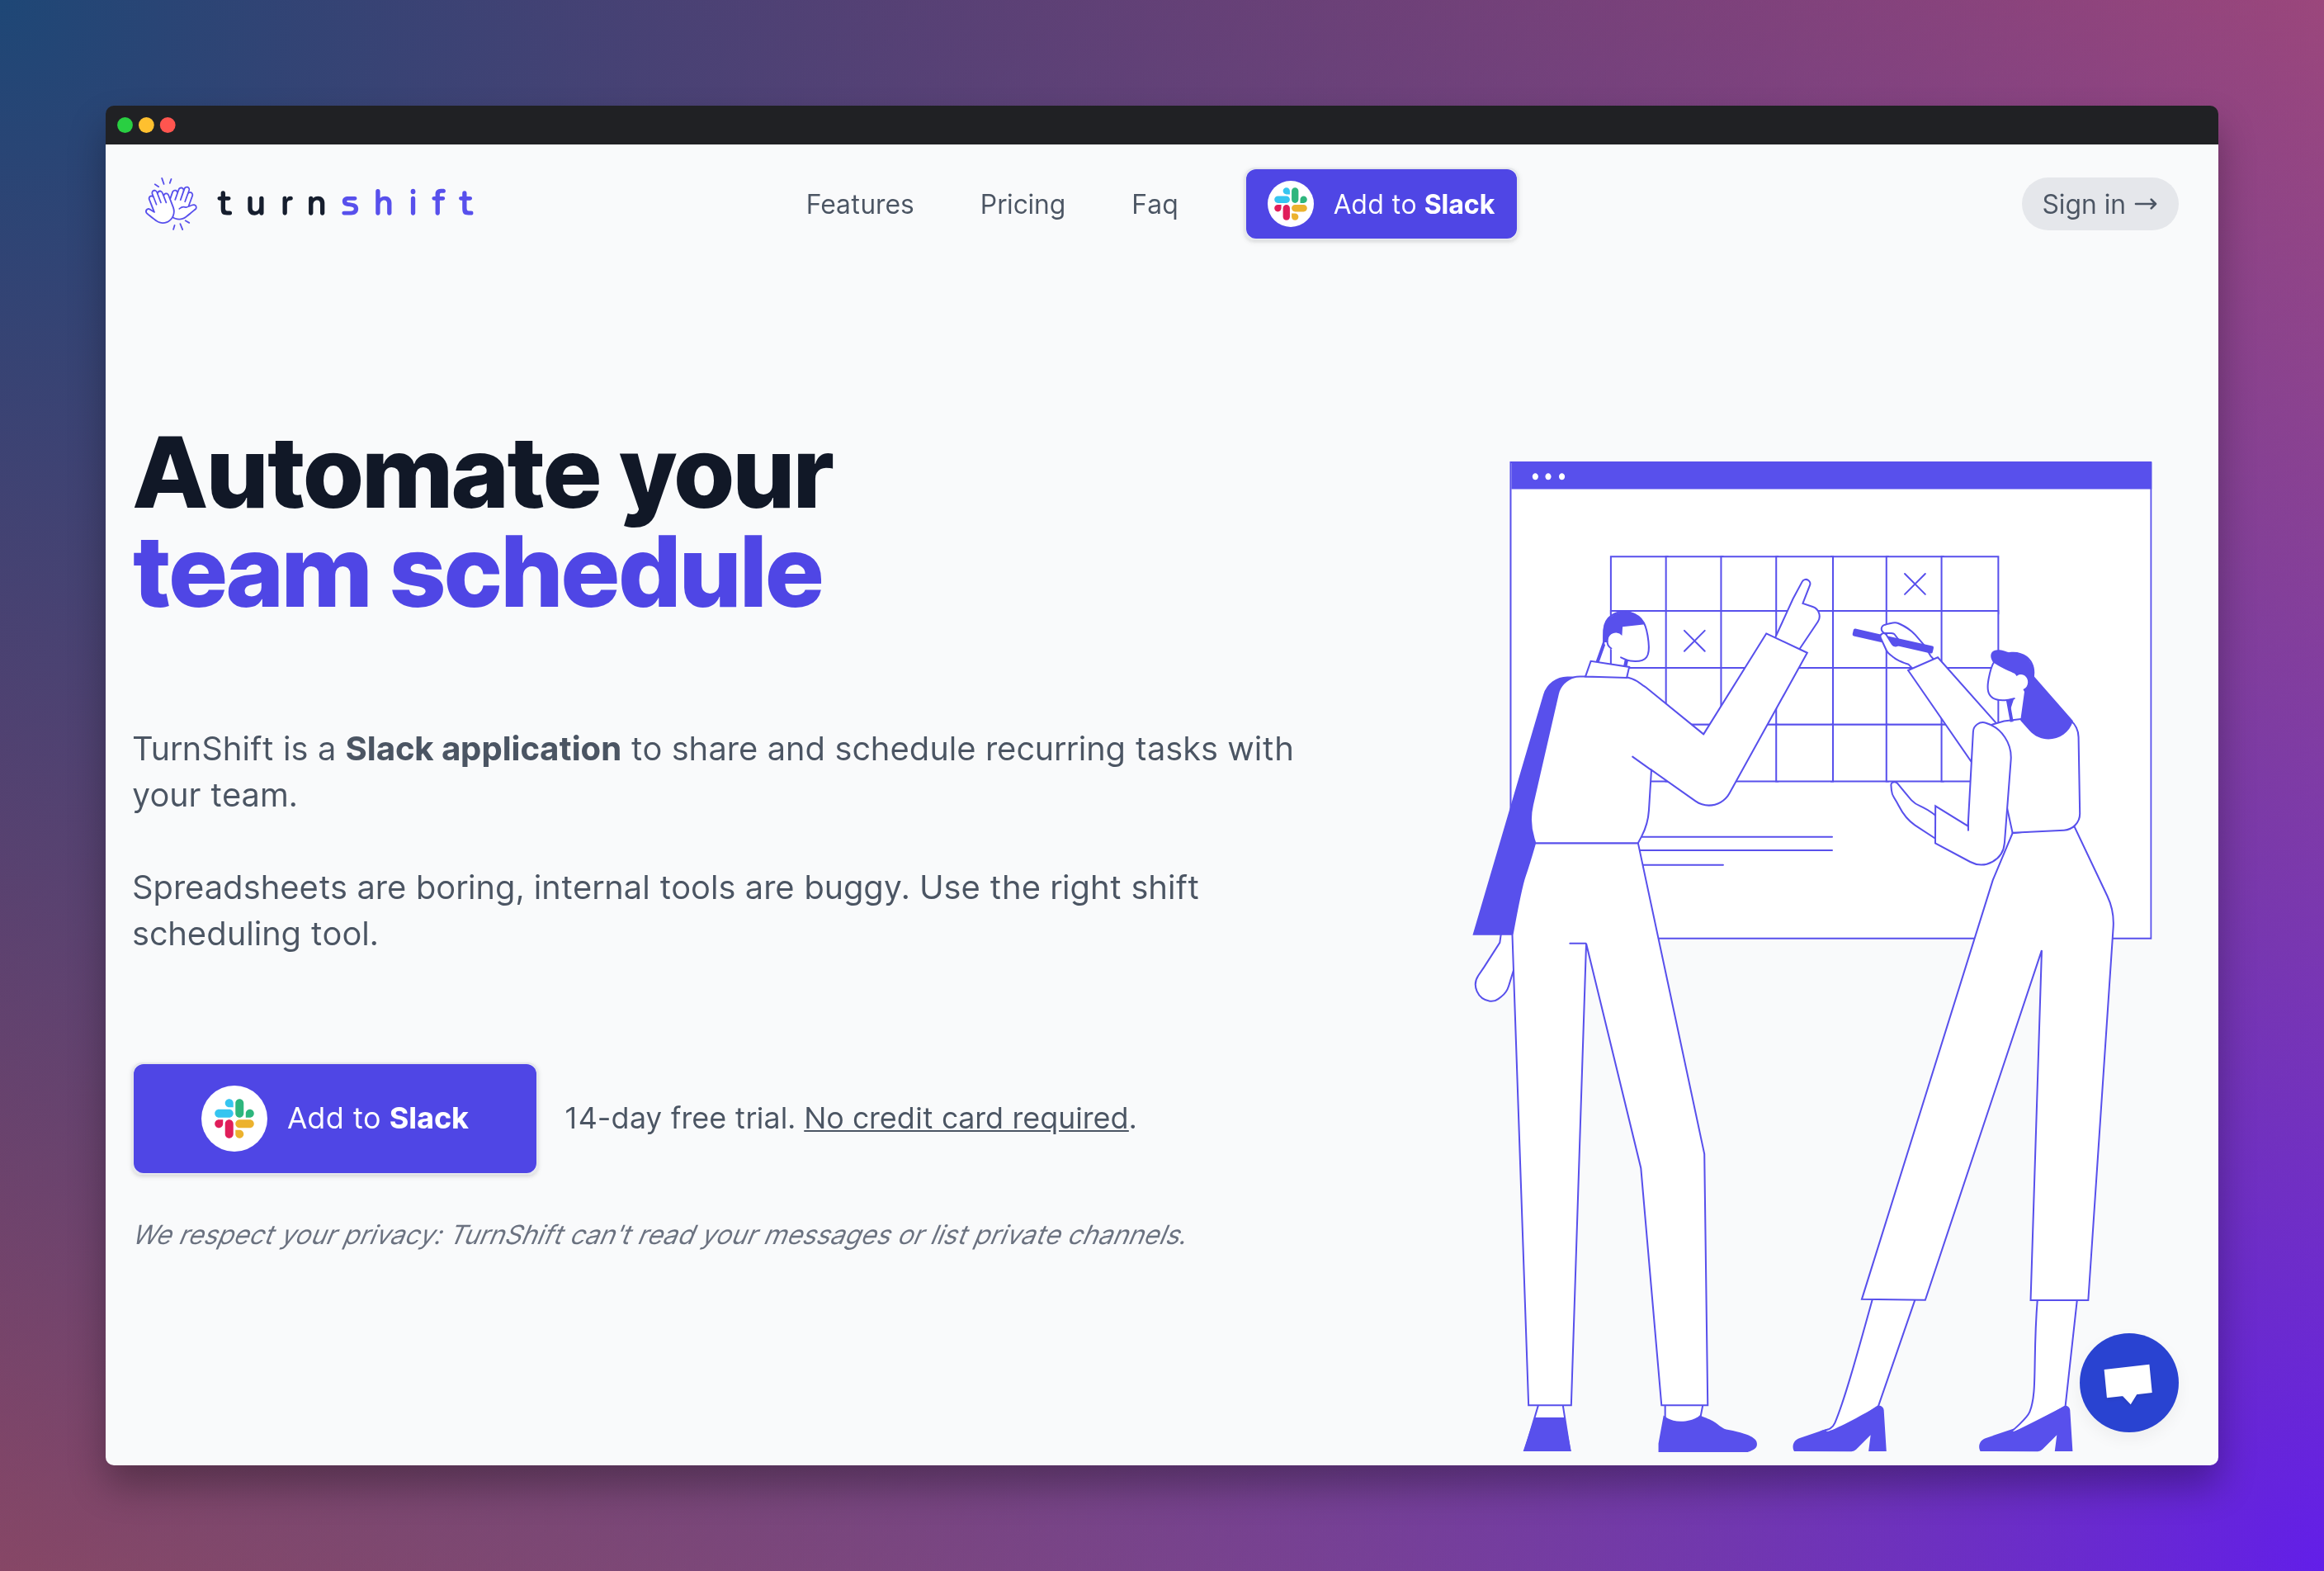 turnshift
Features
Pricing
Faq
Add to Slack
Sign in →
Automate your
team schedule
TurnShift is a Slack application to share and schedule recurring tasks with
your team.
Spreadsheets are boring, internal tools are buggy. Use the right shift
scheduling tool.
Add to Slack
14-day free trial. No credit card required.
We respect your privacy: TurnShift can't read your messages or list private channels.